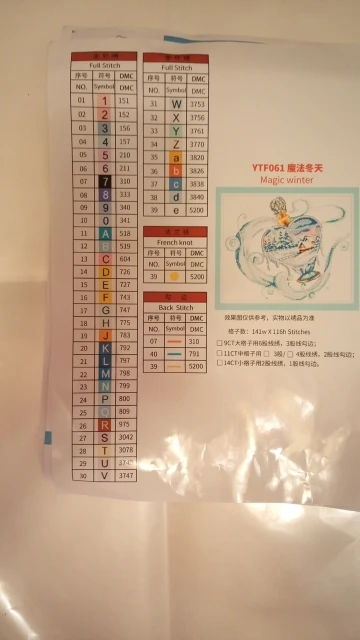 全针绣
Full Stitch
序号 符号 DMC
NO. Symbol DMC
01 1 151
02 2 152
03 3 156
04 4 157
05 5 210
06 6 211
07 7 310
08 8 333
09 9 340
10 0 341
11 A 518
12 B 519
13 C 604
14 D 726
15 E 727
16 F 743
17 G 747
18 H 775
19 J 783
20 K 792
21 L 797
22 M 798
23 N 799
24 P 800
25 Q 809
26 R 975
27 S 3042
28 T 3078
29 U
30 V 3747
全针绣
Full Stitch
序号 符号 DMC
NO. Symbol DMC
31 W 3753
32 X 3756
33 Y 3761
34 Z 3770
35 a 3820
36 b 3826
37 c 3838
38 d 3840
39 e 5200
法兰结
French knot
序号 符号 DMC
NO. Symbol DMC
39 5200
勾边
Back Stitch
序号 符号 DMC
NO. Symbol DMC
07 310
40 791
39 5200
YTF061 魔法冬天
Magic winter
效果图仅供参考，实物以绣品为准
格子数：141w X 116h Stitches
□9CT大格子用6股线绣，3股线勾边；
□11CT中格子用□3股/□4股线绣，2股线勾边；
□14CT小格子用2股线绣，1股线勾边。